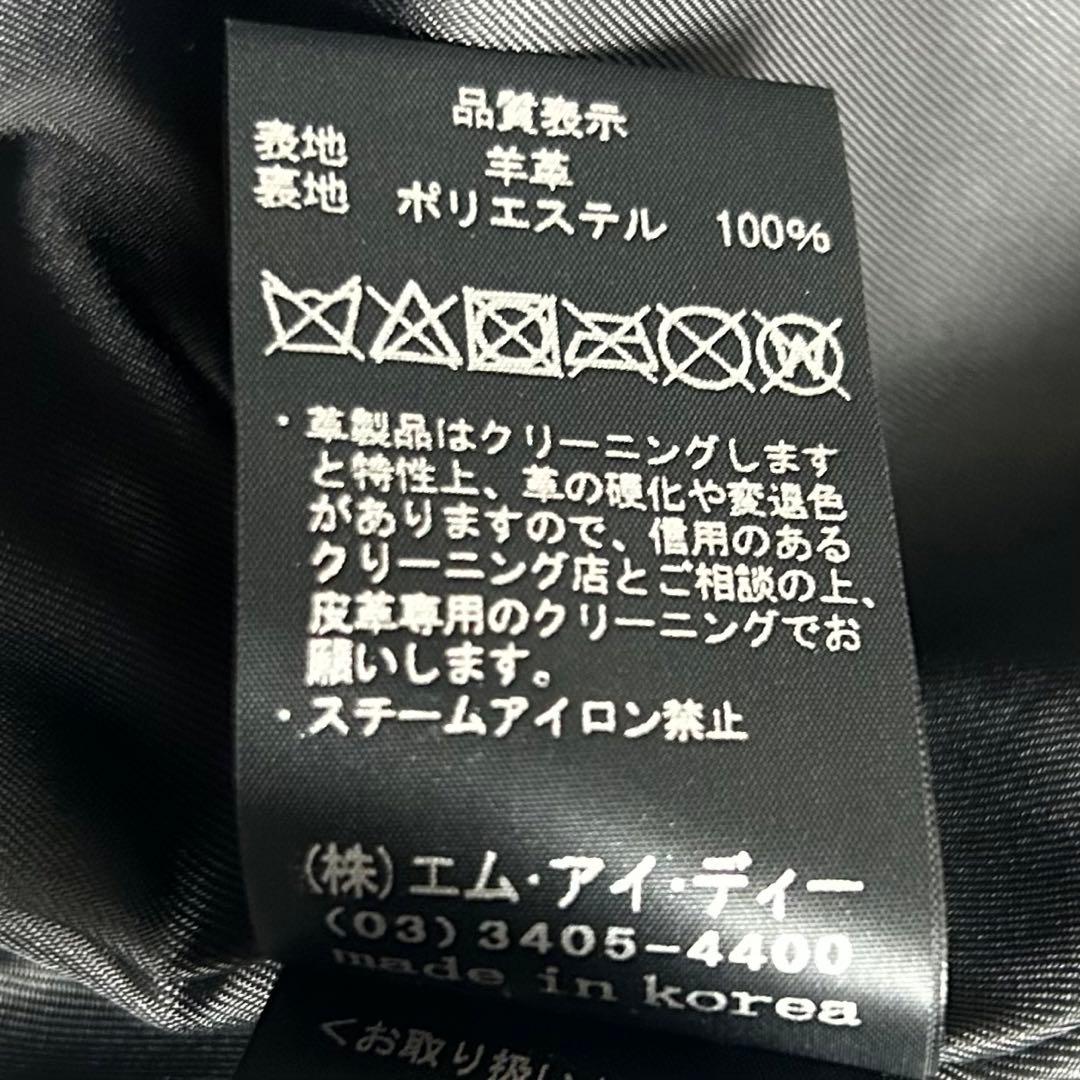 品質表示
表地 羊革
裏地 ポリエステル 100%
W
・革製品はクリーニングします
と特性上、革の硬化や変退色
がありますので、信用のある
クリーニング店とご相談の上、
皮革専用のクリーニングでお
願いします。
・スチームアイロン禁止
(株)エム・アイ・ディー
(03)3405-4400
made in korea
<お取り扱い